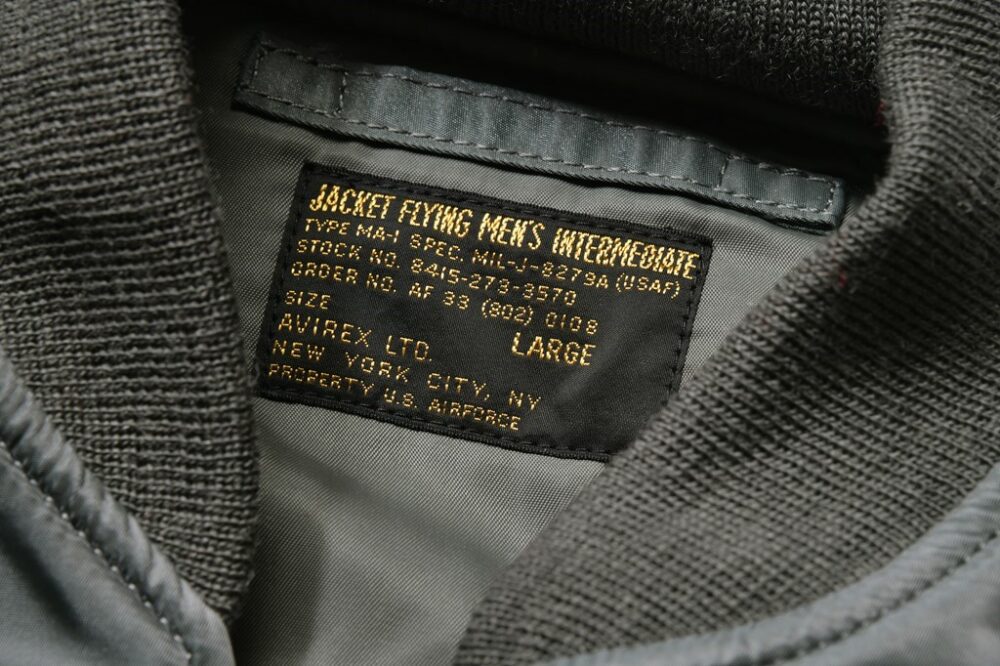 JACKET FLYING MEN'S INTERMEDIATE
TYPE MA-1 SPEC. MIL-J-8279A (USAF)
STOCK NO. 8415-273-3570
ORDER NO. AF 33 (802) 0108
SIZE
LARGE
AVIREX LTD.
NEW YORK CITY, NY
PROPERTY U.S. AIRFORCE